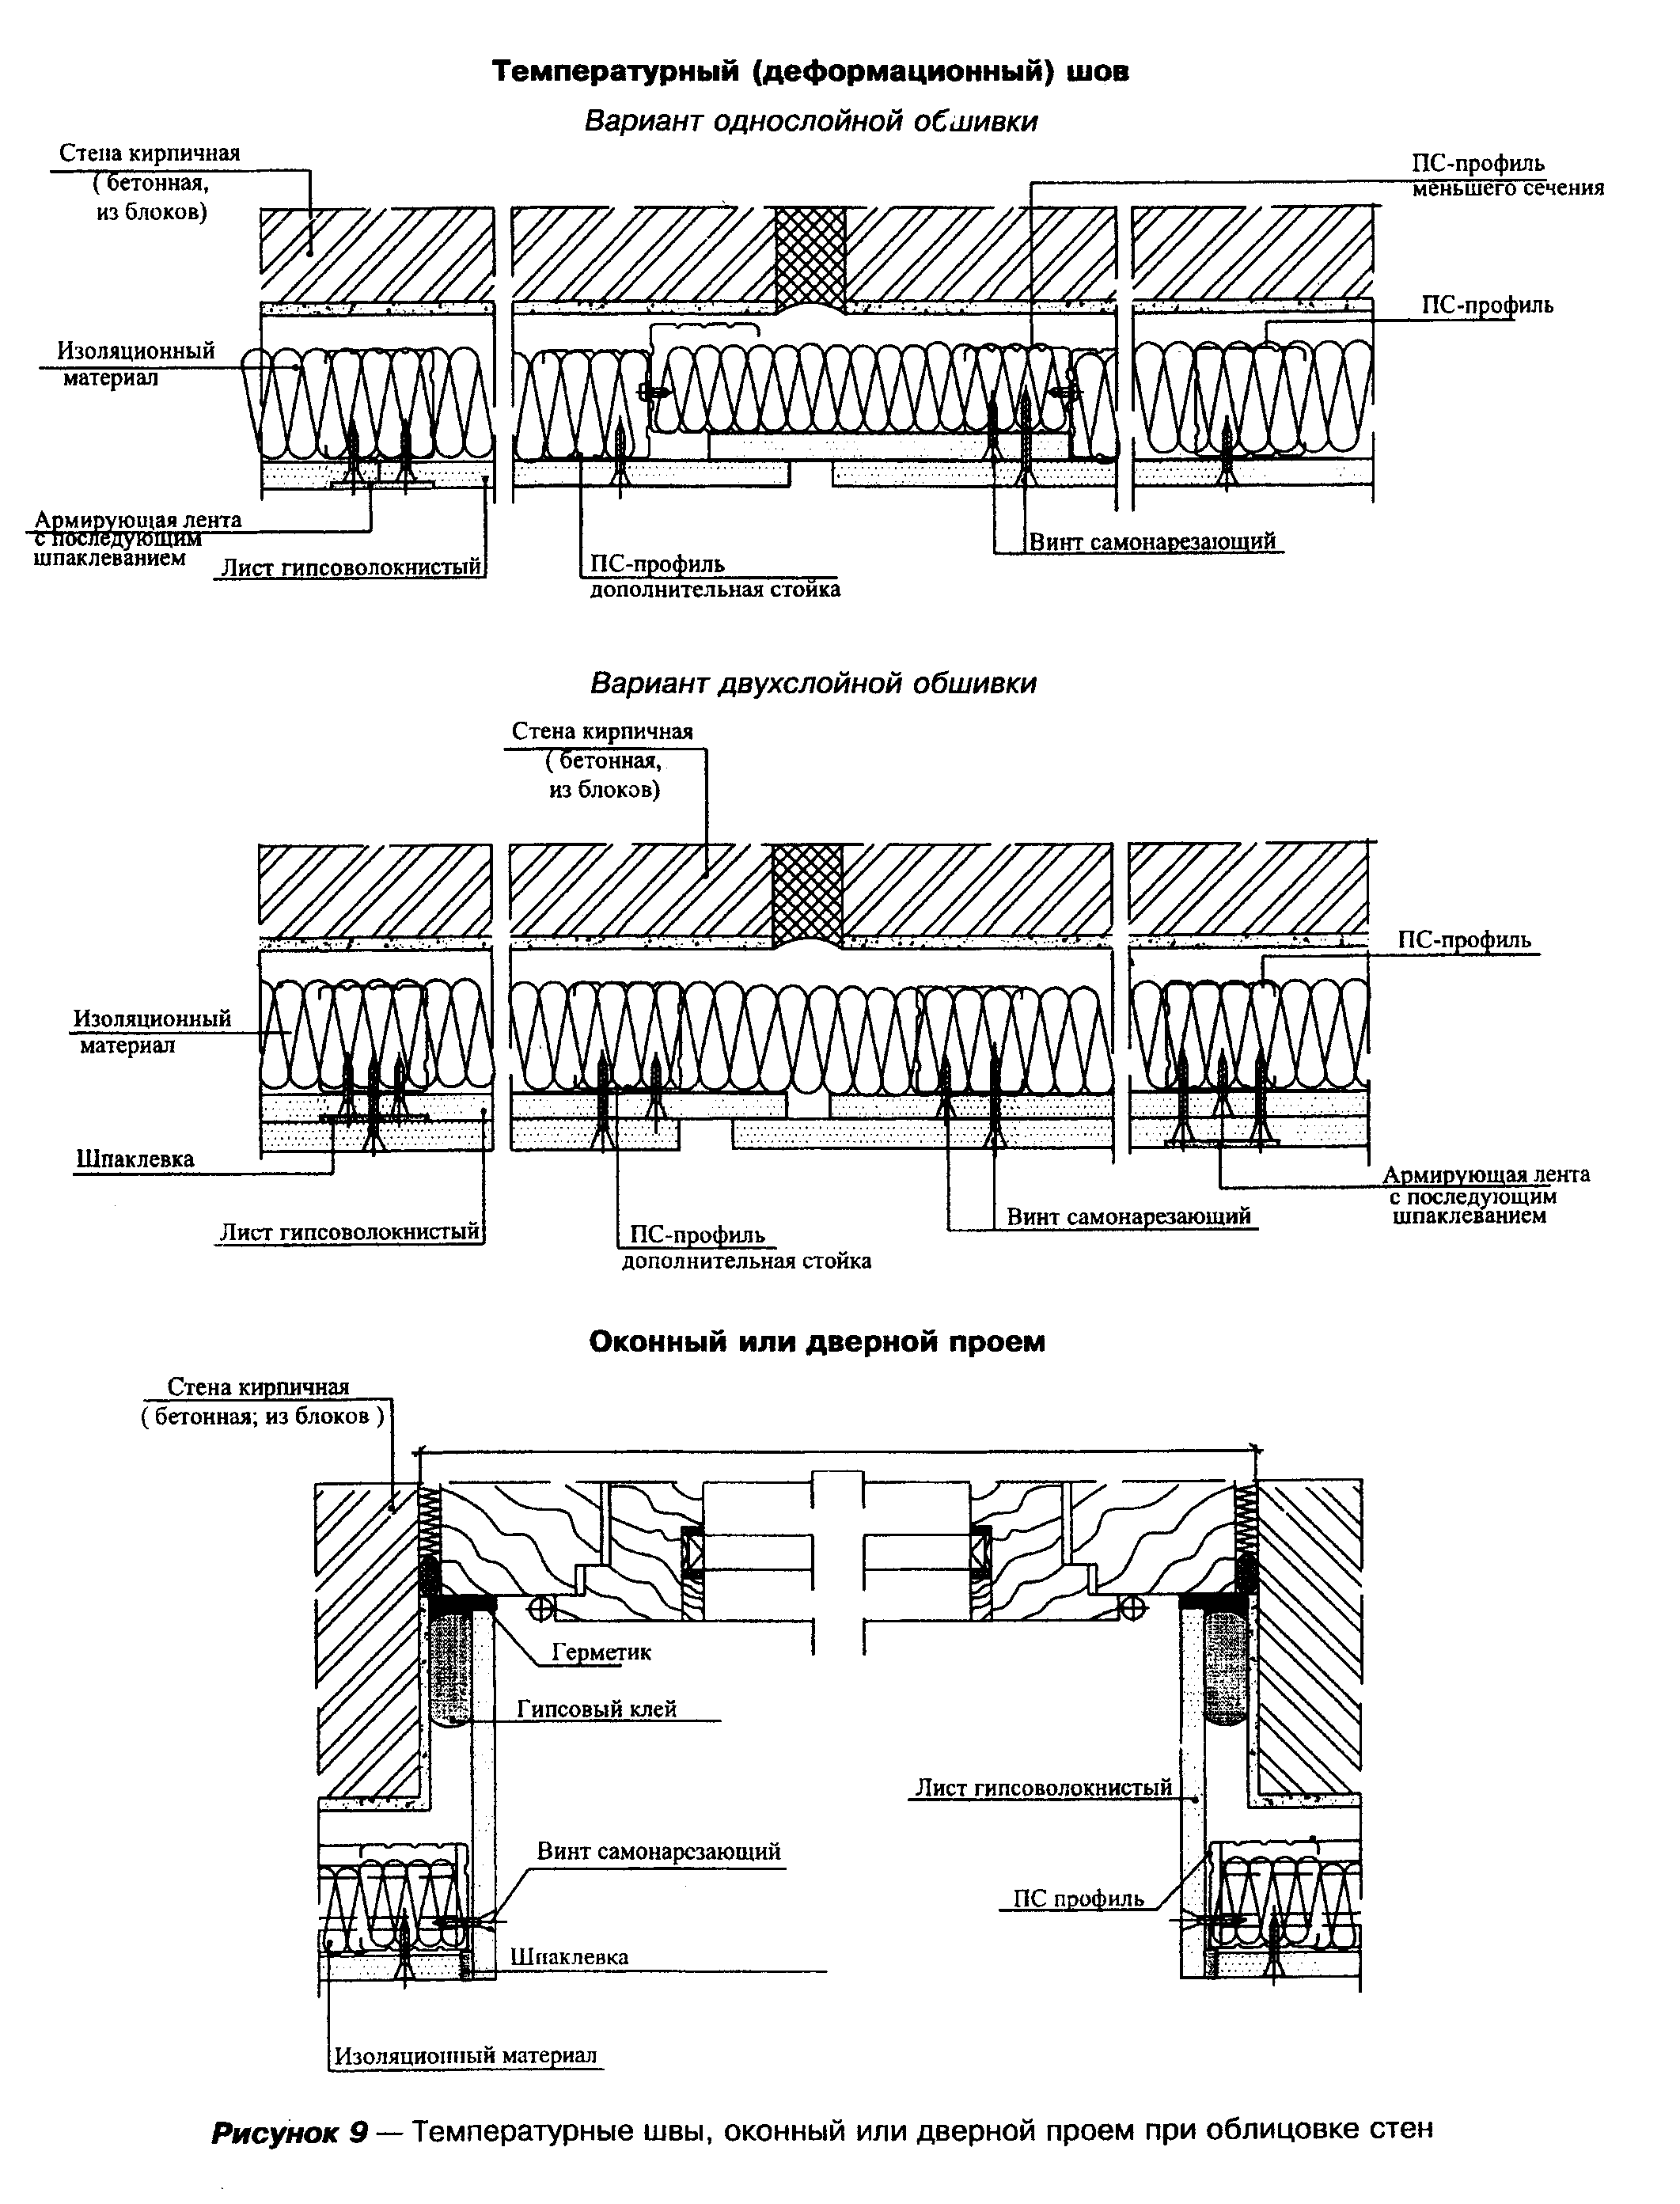 Температурный (деформационный) шов
Вариант однослойной обшивки
Стена кирпичная
( бетонная,
из блоков)
ПС-профиль
меньшего сечения
ПС-профиль
Изоляционный
материал
Армирующая лента
с последующим
шпаклеванием
Лист гипсоволокнистый
ПС-профиль
дополнительная стойка
Винт самонарезающий
Вариант двухслойной обшивки
Стена кирпичная
( бетонная,
из блоков)
ПС-профиль
Изоляционный
материал
Шпаклевка
Лист гипсоволокнистый
ПС-профиль
дополнительная стойка
Винт самонарезающий
Армирующая лента
с последующим
шпаклеванием
Оконный или дверной проем
Стена кирпичная
( бетонная; из блоков )
Герметик
Гипсовый клей
Лист гипсоволокнистый
Винт самонарезающий
ПС профиль
Шпаклевка
Изоляционный материал
Рисунок 9 — Температурные швы, оконный или дверной проем при облицовке стен